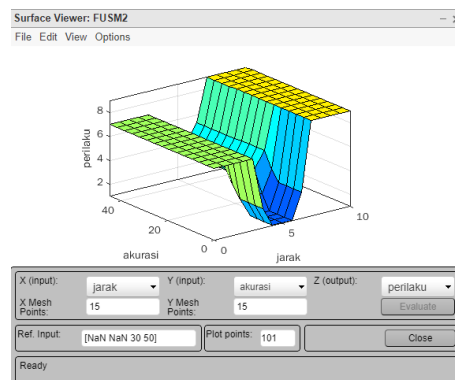 Surface Viewer: FUSM2
File Edit View Options
8
6
4
2
perilaku
40
20
0
akurasi
0
5
10
jarak
X (input): jarak Y (input): akurasi Z (output): perilaku
X Mesh Points: 15 Y Mesh Points: 15 Evaluate
Ref. Input: [NaN NaN 30 50] Plot points: 101 Close
Ready